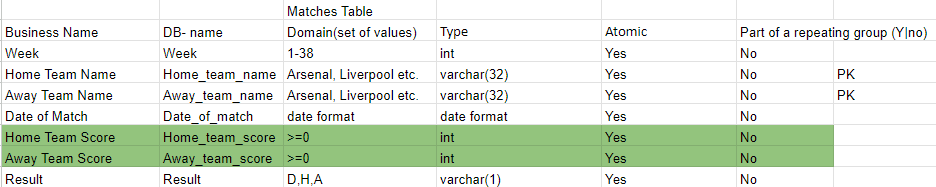 Matches Table
Business Name DB- name Domain(set of values) Type Atomic Part of a repeating group (Y|no)
Week Week 1-38 int Yes No
Home Team Name Home_team_name Arsenal, Liverpool etc. varchar(32) Yes No PK
Away Team Name Away_team_name Arsenal, Liverpool etc. varchar(32) Yes No PK
Date of Match Date_of_match date format date format Yes No
Home Team Score Home_team_score >=0 int Yes No
Away Team Score Away_team_score >=0 int Yes No
Result Result D,H,A varchar(1) Yes No